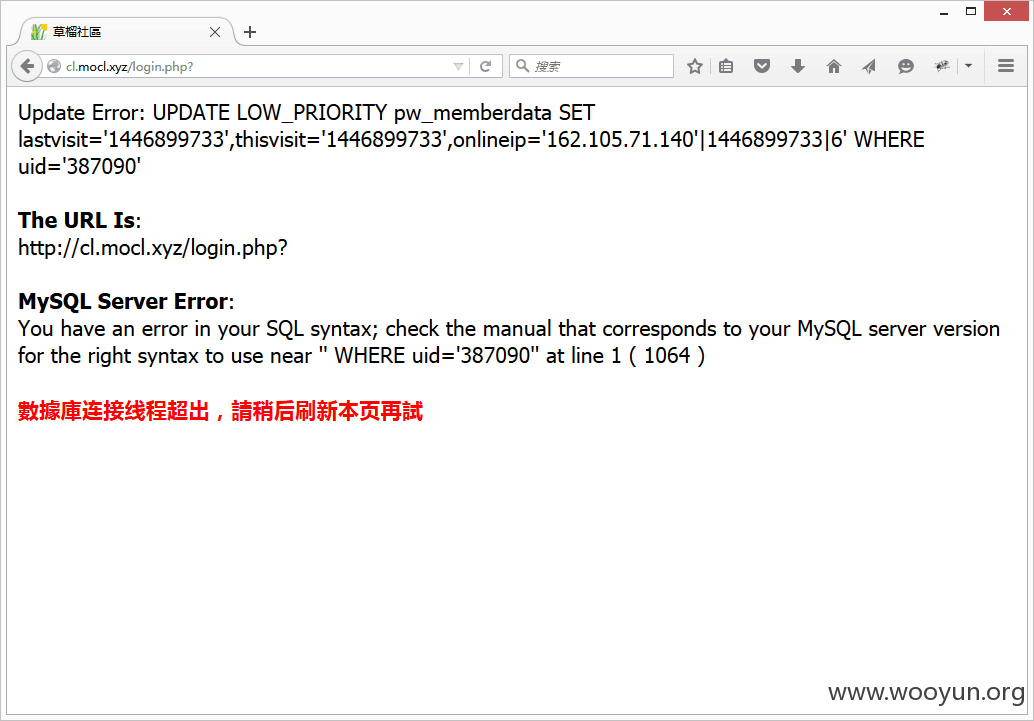 草榴社區
cl.mocl.xyz/login.php?
搜索
Update Error: UPDATE LOW_PRIORITY pw_memberdata SET
lastvisit='1446899733',thisvisit='1446899733',onlineip='162.105.71.140'|1446899733|6' WHERE
uid='387090'
The URL Is:
http://cl.mocl.xyz/login.php?
MySQL Server Error:
You have an error in your SQL syntax; check the manual that corresponds to your MySQL server version
for the right syntax to use near '' WHERE uid='387090'' at line 1 ( 1064 )
數據庫连接线程超出，請稍后刷新本页再試
www.wooyun.org